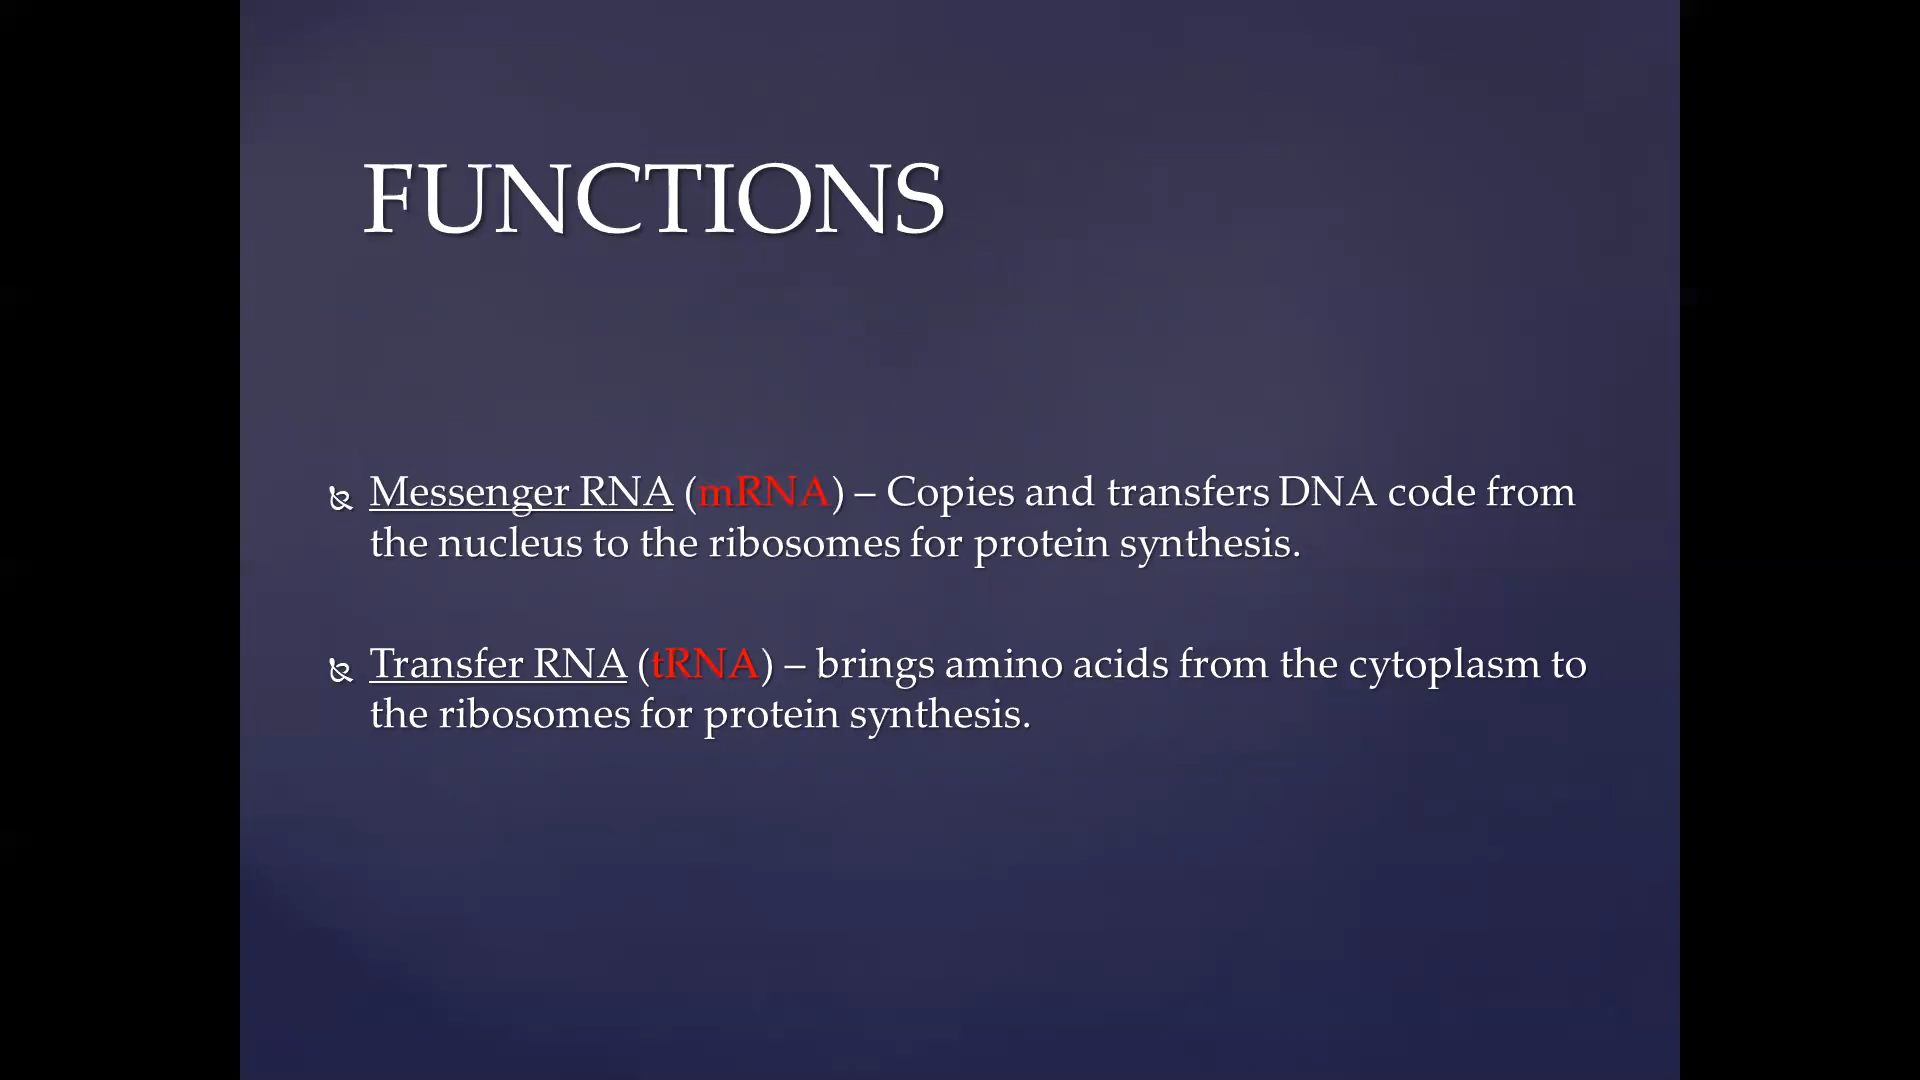 FUNCTIONS
Messenger RNA (mRNA) – Copies and transfers DNA code from
the nucleus to the ribosomes for protein synthesis.
Transfer RNA (tRNA) – brings amino acids from the cytoplasm to
the ribosomes for protein synthesis.